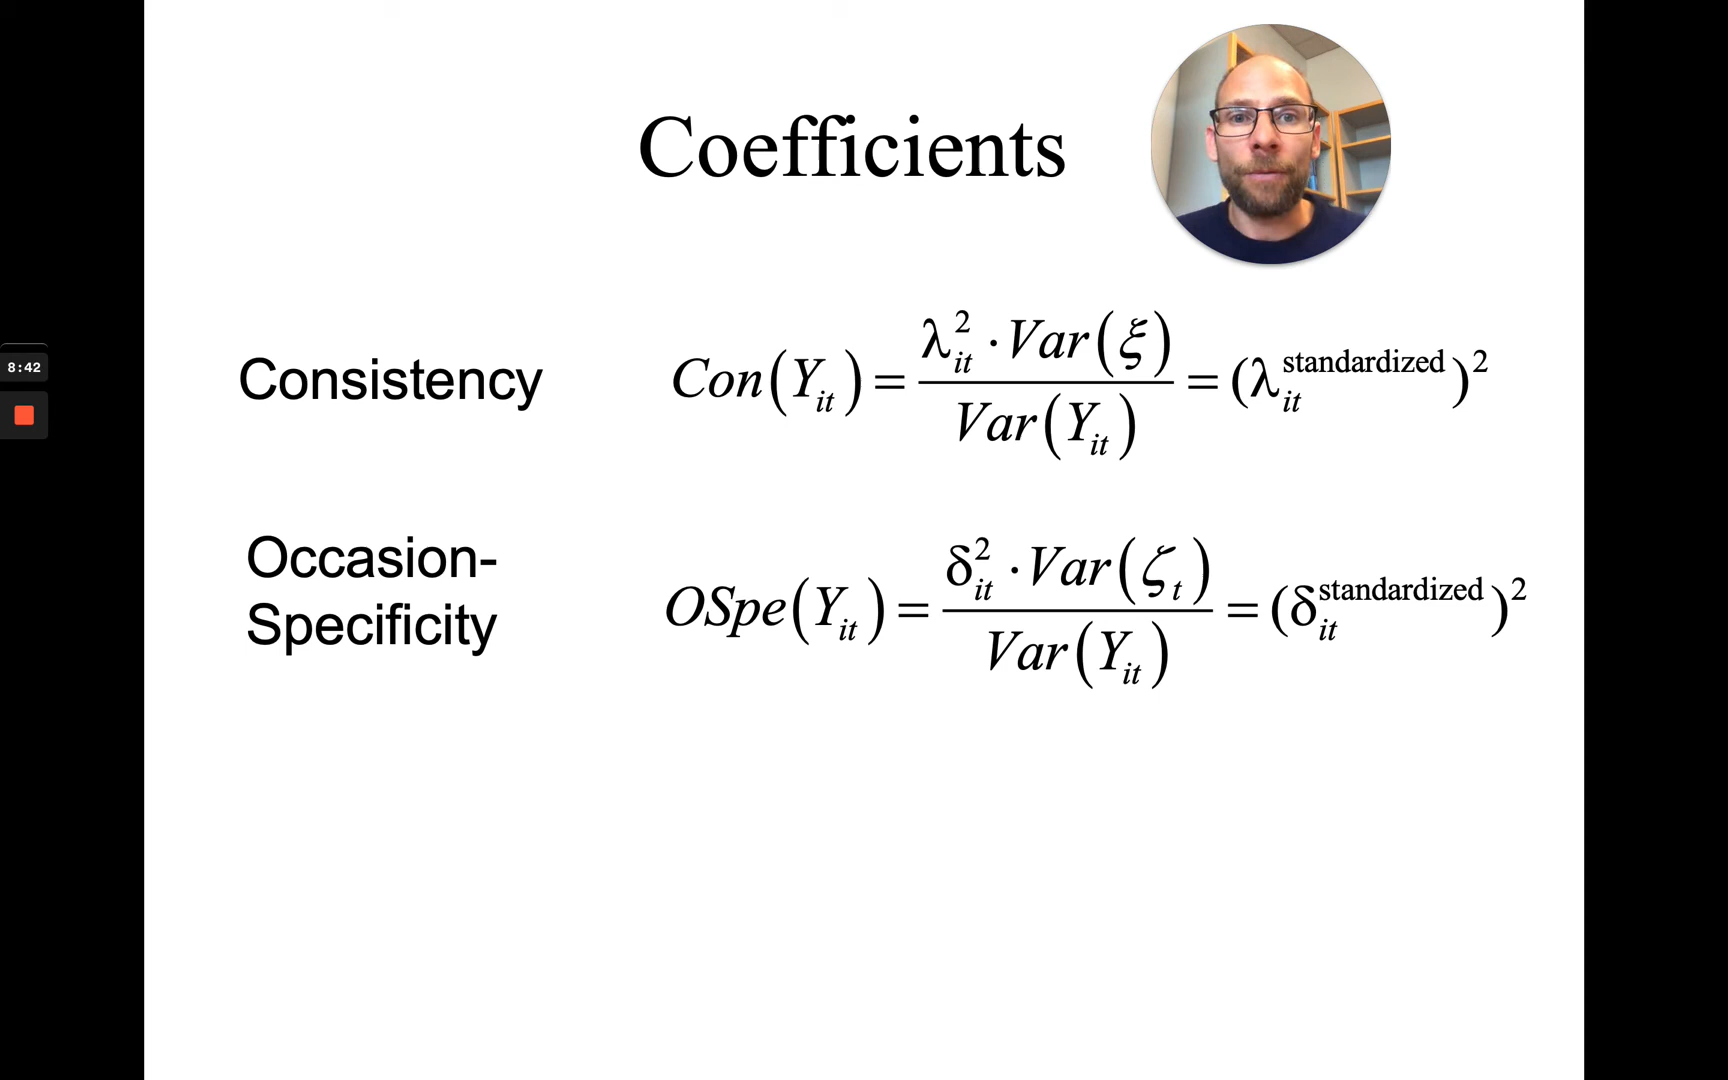 Coefficients
8:42
Consistency
Con(Y_it) = λ_it^2 · Var(ξ) / Var(Y_it) = (λ_it^standardized)^2
Occasion-
Specificity
OSpe(Y_it) = δ_it^2 · Var(ζ_t) / Var(Y_it) = (δ_it^standardized)^2